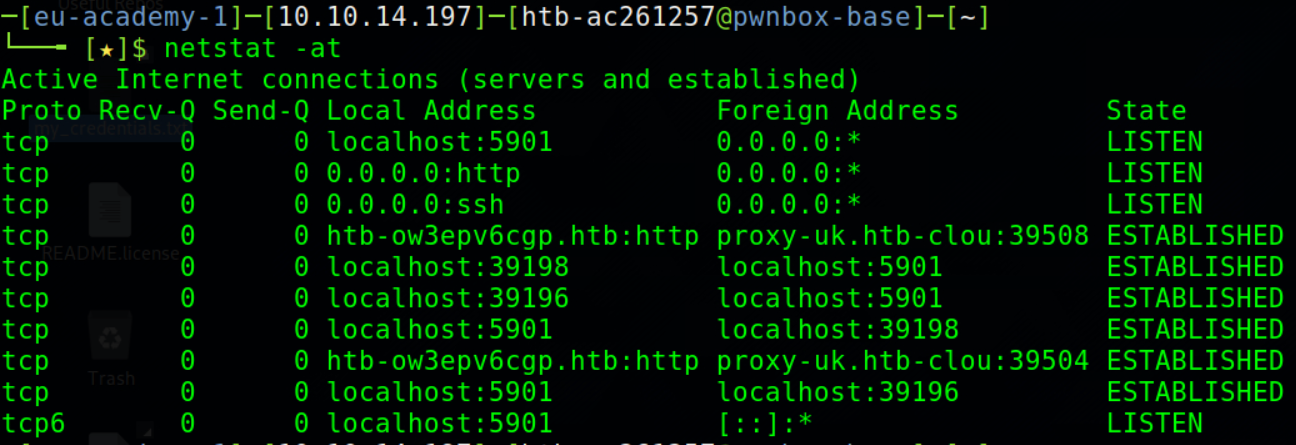 Useful Repos
─[eu-academy-1]─[10.10.14.197]─[htb-ac261257@pwnbox-base]─[~]
└──╼ [★]$ netstat -at
Active Internet connections (servers and established)
Proto Recv-Q Send-Q Local Address           Foreign Address         State
my_credentials.tx
tcp        0      0 localhost:5901          0.0.0.0:*               LISTEN
tcp        0      0 0.0.0.0:http            0.0.0.0:*               LISTEN
tcp        0      0 0.0.0.0:ssh             0.0.0.0:*               LISTEN
tcp        0      0 htb-ow3epv6cgp.htb:http proxy-uk.htb-clou:39508 ESTABLISHED
README.license
tcp        0      0 localhost:39198         localhost:5901          ESTABLISHED
tcp        0      0 localhost:39196         localhost:5901          ESTABLISHED
tcp        0      0 localhost:5901          localhost:39198         ESTABLISHED
tcp        0      0 htb-ow3epv6cgp.htb:http proxy-uk.htb-clou:39504 ESTABLISHED
Trash
tcp        0      0 localhost:5901          localhost:39196         ESTABLISHED
tcp6       0      0 localhost:5901          [::]:*                  LISTEN